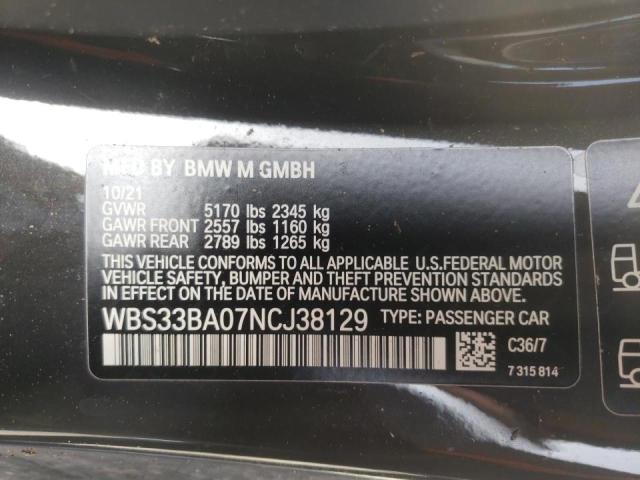 MFD BY BMW M GMBH
10/21
GVWR 5170 lbs 2345 kg
GAWR FRONT 2557 lbs 1160 kg
GAWR REAR 2789 lbs 1265 kg
THIS VEHICLE CONFORMS TO ALL APPLICABLE U.S.FEDERAL MOTOR
VEHICLE SAFETY, BUMPER AND THEFT PREVENTION STANDARDS
IN EFFECT ON THE DATE OF MANUFACTURE SHOWN ABOVE.
WBS33BA07NCJ38129 TYPE: PASSENGER CAR
C36/7
7 315 814